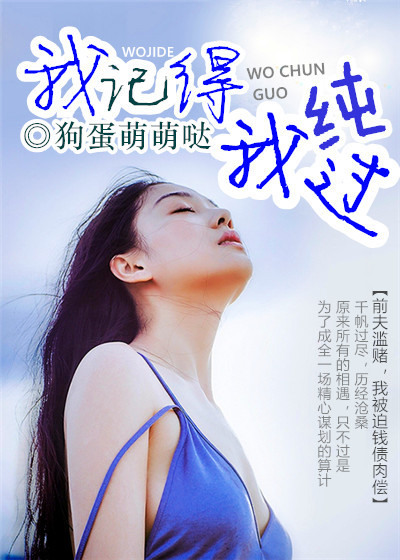 WOJIDE
我记得
WO CHUN
GUO
我纯过
◎狗蛋萌萌哒
【前夫滥赌，我被迫钱债肉偿】
千帆过尽，历经沧桑
原来所有的相遇，只不过是
为了成全一场精心谋划的算计